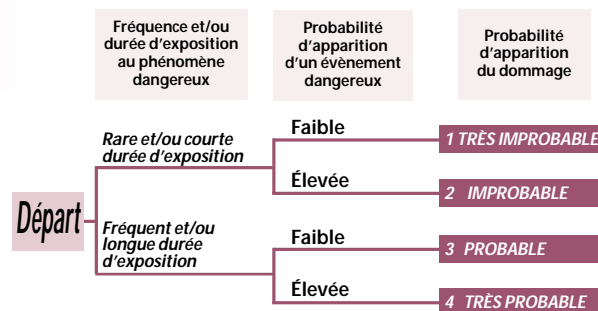 Fréquence et/ou
durée d'exposition
au phénomène
dangereux
Probabilité
d'apparition
d'un évènement
dangereux
Probabilité
d'apparition
du dommage
Rare et/ou courte
durée d'exposition
Faible
1 TRÈS IMPROBABLE
Élevée
2 IMPROBABLE
Départ
Fréquent et/ou
longue durée
d'exposition
Faible
3 PROBABLE
Élevée
4 TRÈS PROBABLE